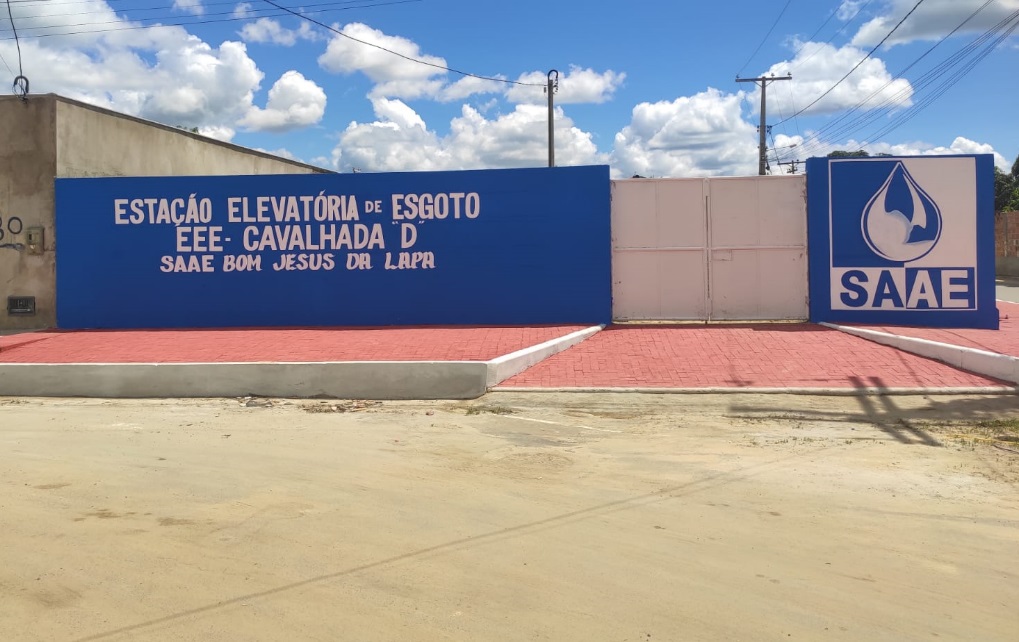 ESTAÇÃO ELEVATÓRIA DE ESGOTO
EEE- CAVALHADA "D"
SAAE BOM JESUS DA LAPA
SAAE